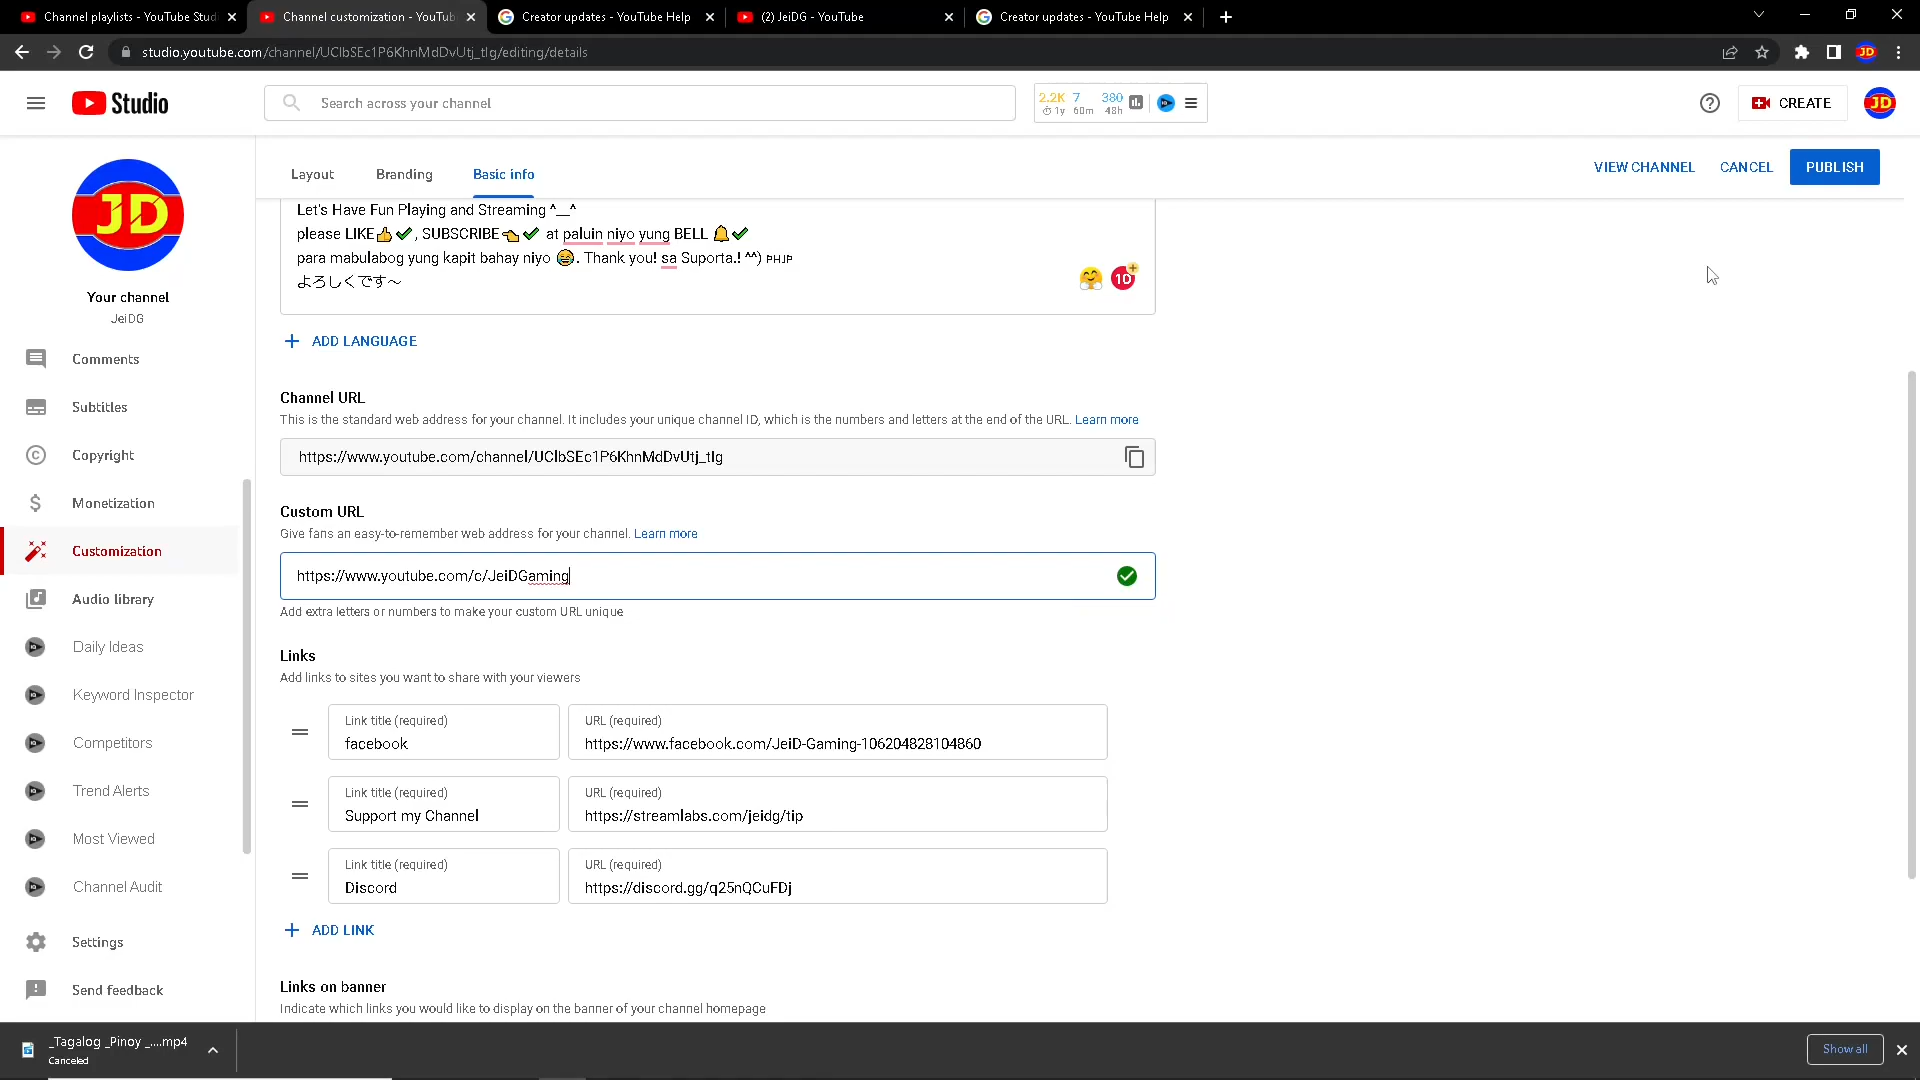 Channel playlists - YouTube Stud
Channel customization - YouTub
Creator updates - YouTube Help
(2) JeiDG - YouTube
Creator updates - YouTube Help
studio.youtube.com/channel/UClbSEc1P6KhnMdDvUtj_tlg/editing/details
JD
Studio
Search across your channel
2.2K 7 380
1y 60m 48h
CREATE
JD
JD
Your channel
JeiDG
Comments
Subtitles
Copyright
Monetization
Customization
Audio library
Daily Ideas
Keyword Inspector
Competitors
Trend Alerts
Most Viewed
Channel Audit
Settings
Send feedback
Layout
Branding
Basic info
VIEW CHANNEL
CANCEL
PUBLISH
Let's Have Fun Playing and Streaming ^__^
please LIKE👍✔, SUBSCRIBE👈✔ at paluin niyo yung BELL 🔔✔
para mabulabog yung kapit bahay niyo 😂. Thank you! sa Suporta.! ^^) PHJP
よろしくです～
1D
ADD LANGUAGE
Channel URL
This is the standard web address for your channel. It includes your unique channel ID, which is the numbers and letters at the end of the URL. Learn more
https://www.youtube.com/channel/UClbSEc1P6KhnMdDvUtj_tlg
Custom URL
Give fans an easy-to-remember web address for your channel. Learn more
https://www.youtube.com/c/JeiDGaming
Add extra letters or numbers to make your custom URL unique
Links
Add links to sites you want to share with your viewers
Link title (required)
facebook
URL (required)
https://www.facebook.com/JeiD-Gaming-106204828104860
Link title (required)
Support my Channel
URL (required)
https://streamlabs.com/jeidg/tip
Link title (required)
Discord
URL (required)
https://discord.gg/q25nQCuFDj
ADD LINK
Links on banner
Indicate which links you would like to display on the banner of your channel homepage
_Tagalog _Pinoy _....mp4
Canceled
Show all